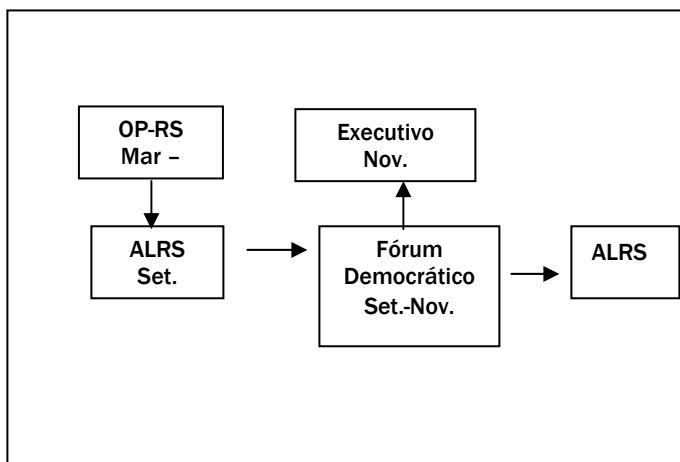 OP-RS
Mar –
Executivo
Nov.
ALRS
Set.
Fórum
Democrático
Set.-Nov.
ALRS